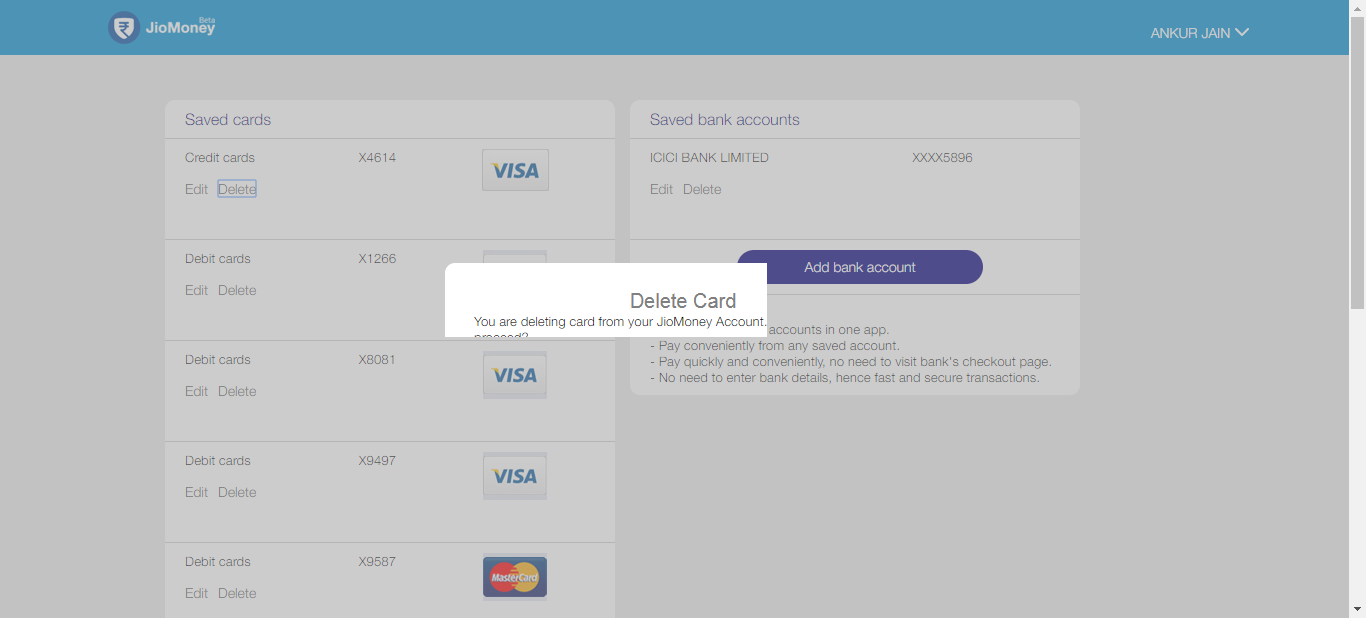 Beta
JioMoney
ANKUR JAIN
Saved cards
Credit cards X4614 VISA
Edit Delete
Debit cards X1266
Edit Delete
Debit cards X8081 VISA
Edit Delete
Debit cards X9497 VISA
Edit Delete
Debit cards X9587 MasterCard
Edit Delete
Saved bank accounts
ICICI BANK LIMITED XXXX5896
Edit Delete
Add bank account
accounts in one app.
- Pay conveniently from any saved account.
- Pay quickly and conveniently, no need to visit bank's checkout page.
- No need to enter bank details, hence fast and secure transactions.
Delete Card
You are deleting card from your JioMoney Account.
proceed?